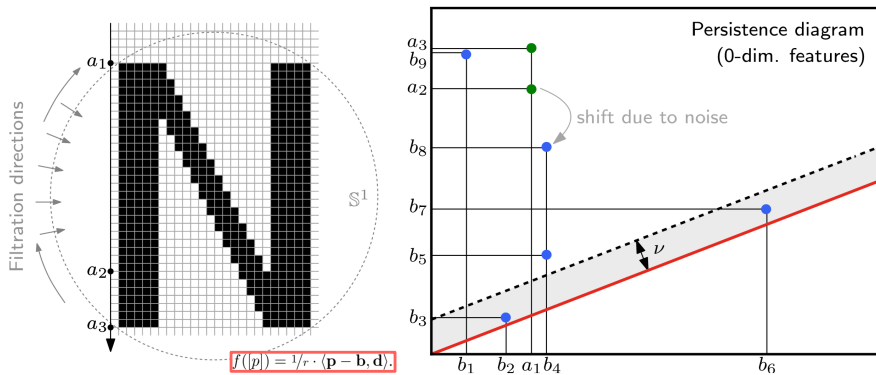 a₁
a₂
a₃
Filtration directions
𝕊¹
f([p]) = 1/r · ⟨p − b, d⟩.
Persistence diagram
(0-dim. features)
a₃
b₉
a₂
shift due to noise
b₈
b₇
b₅
b₃
ν
b₁
b₂
a₁
b₄
b₆